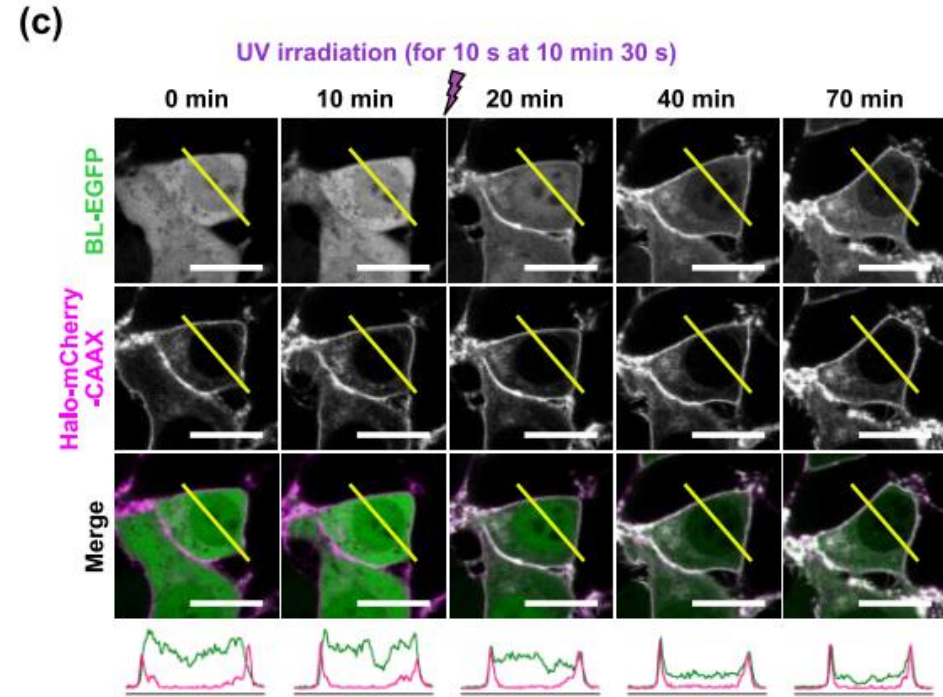 (c)
UV irradiation (for 10 s at 10 min 30 s)
0 min 10 min 20 min 40 min 70 min
BL-EGFP
Halo-mCherry
-CAAX
Merge